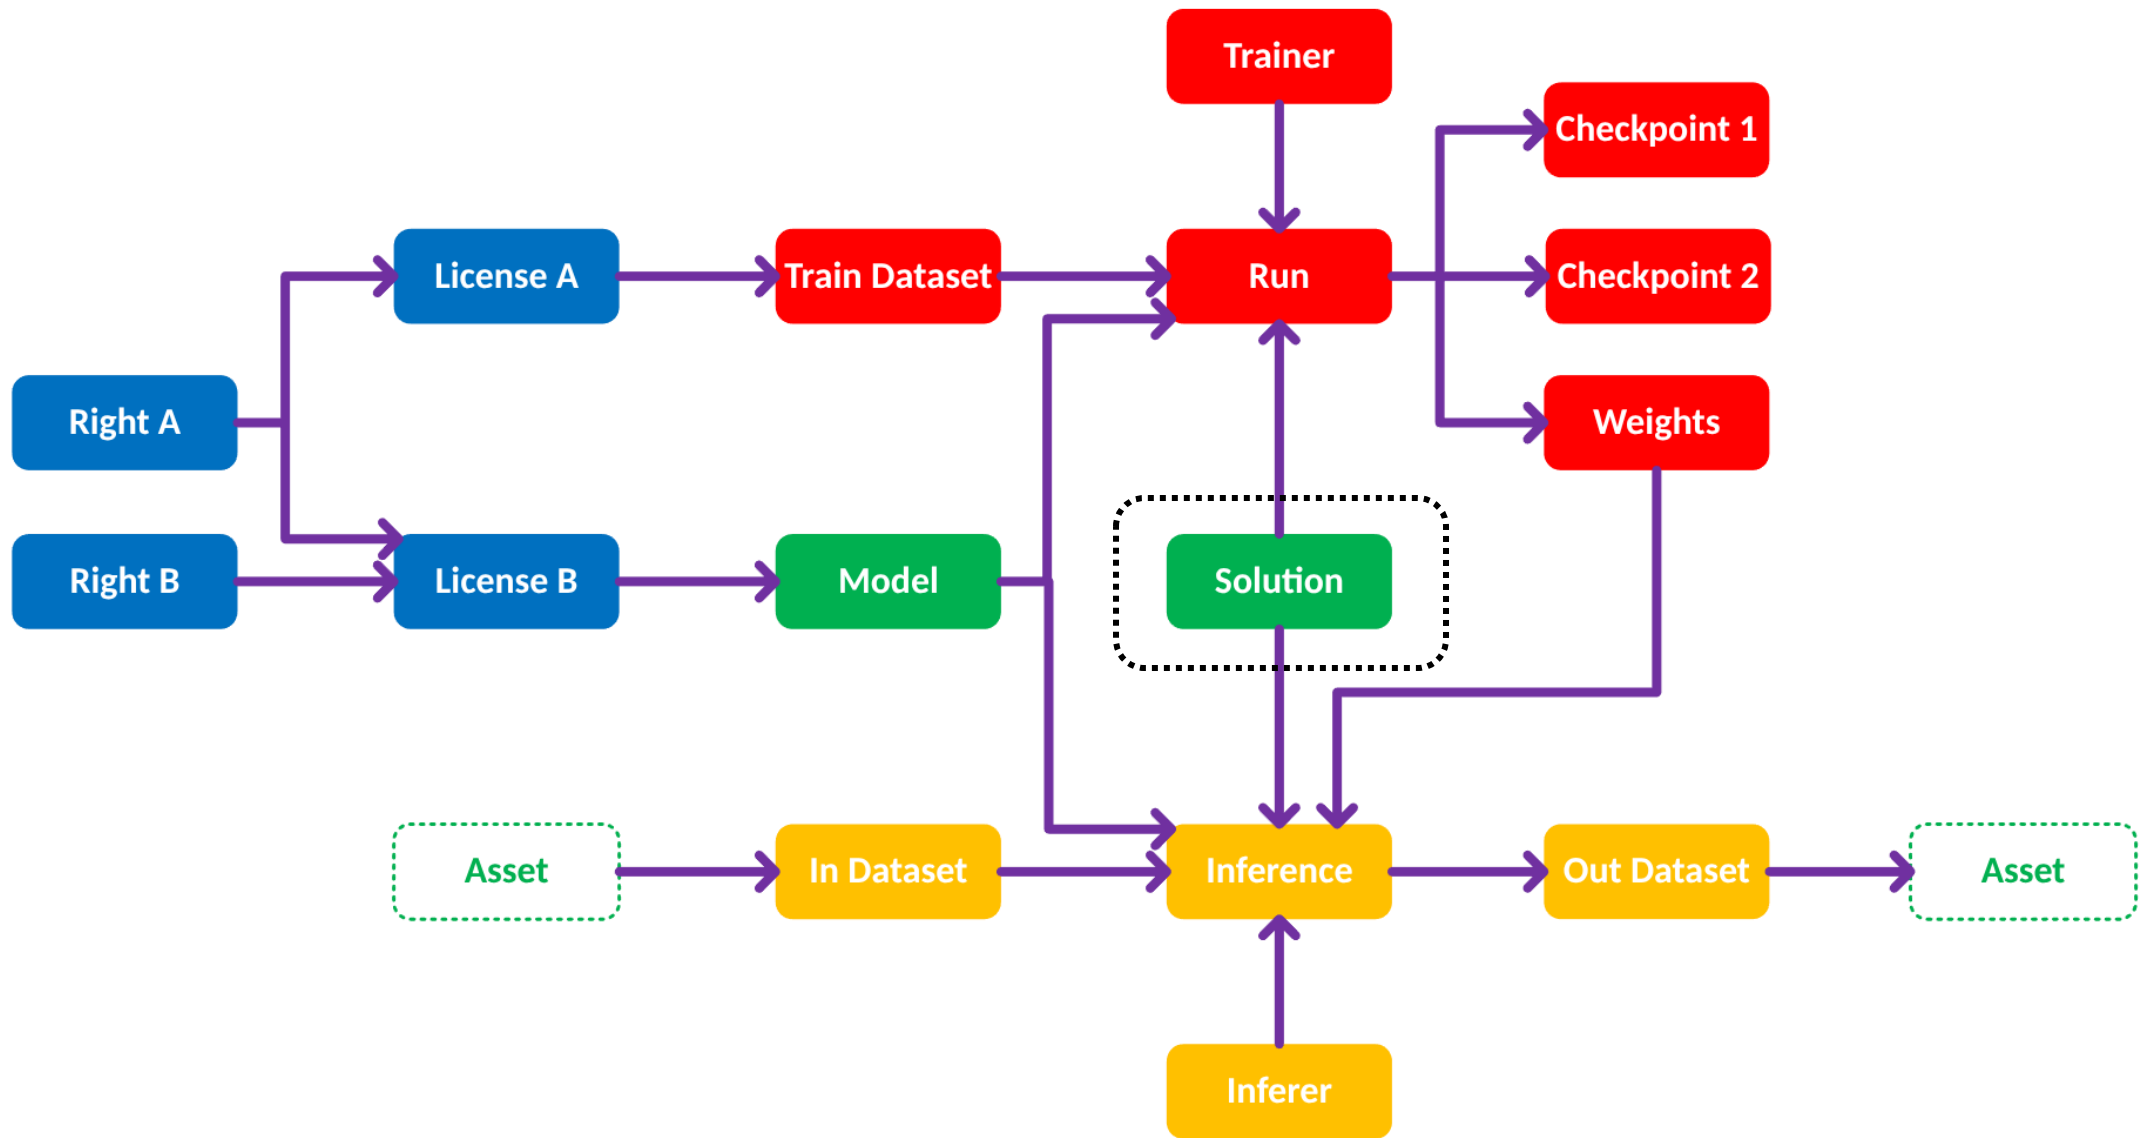 Trainer
Checkpoint 1
License A
Train Dataset
Run
Checkpoint 2
Right A
Weights
Right B
License B
Model
Solution
Asset
In Dataset
Inference
Out Dataset
Asset
Inferer